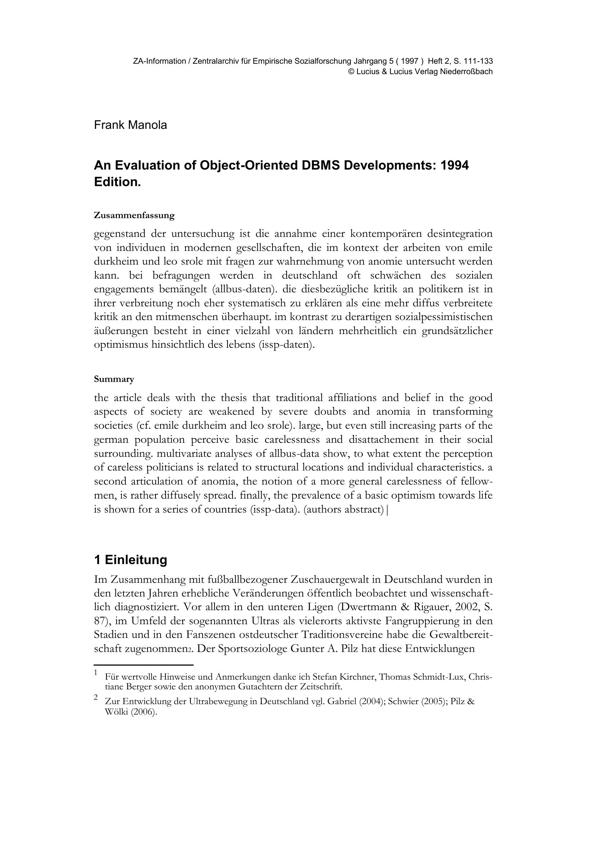 ZA-Information / Zentralarchiv für Empirische Sozialforschung Jahrgang 5 ( 1997 ) Heft 2, S. 111-133
© Lucius & Lucius Verlag Niederroßbach
Frank Manola
An Evaluation of Object-Oriented DBMS Developments: 1994
Edition.
Zusammenfassung
gegenstand der untersuchung ist die annahme einer kontemporären desintegration
von individuen in modernen gesellschaften, die im kontext der arbeiten von emile
durkheim und leo srole mit fragen zur wahrnehmung von anomie untersucht werden
kann. bei befragungen werden in deutschland oft schwächen des sozialen
engagements bemängelt (allbus-daten). die diesbezügliche kritik an politikern ist in
ihrer verbreitung noch eher systematisch zu erklären als eine mehr diffus verbreitete
kritik an den mitmenschen überhaupt. im kontrast zu derartigen sozialpessimistischen
äußerungen besteht in einer vielzahl von ländern mehrheitlich ein grundsätzlicher
optimismus hinsichtlich des lebens (issp-daten).
Summary
the article deals with the thesis that traditional affiliations and belief in the good
aspects of society are weakened by severe doubts and anomia in transforming
societies (cf. emile durkheim and leo srole). large, but even still increasing parts of the
german population perceive basic carelessness and disattachement in their social
surrounding. multivariate analyses of allbus-data show, to what extent the perception
of careless politicians is related to structural locations and individual characteristics. a
second articulation of anomia, the notion of a more general carelessness of fellow-
men, is rather diffusely spread. finally, the prevalence of a basic optimism towards life
is shown for a series of countries (issp-data). (authors abstract)|
1 Einleitung
Im Zusammenhang mit fußballbezogener Zuschauergewalt in Deutschland wurden in
den letzten Jahren erhebliche Veränderungen öffentlich beobachtet und wissenschaft-
lich diagnostiziert. Vor allem in den unteren Ligen (Dwertmann & Rigauer, 2002, S.
87), im Umfeld der sogenannten Ultras als vielerorts aktivste Fangruppierung in den
Stadien und in den Fanszenen ostdeutscher Traditionsvereine habe die Gewaltbereit-
schaft zugenommen2. Der Sportsoziologe Gunter A. Pilz hat diese Entwicklungen
1 Für wertvolle Hinweise und Anmerkungen danke ich Stefan Kirchner, Thomas Schmidt-Lux, Chris-
tiane Berger sowie den anonymen Gutachtern der Zeitschrift.
2 Zur Entwicklung der Ultrabewegung in Deutschland vgl. Gabriel (2004); Schwier (2005); Pilz &
Wölki (2006).